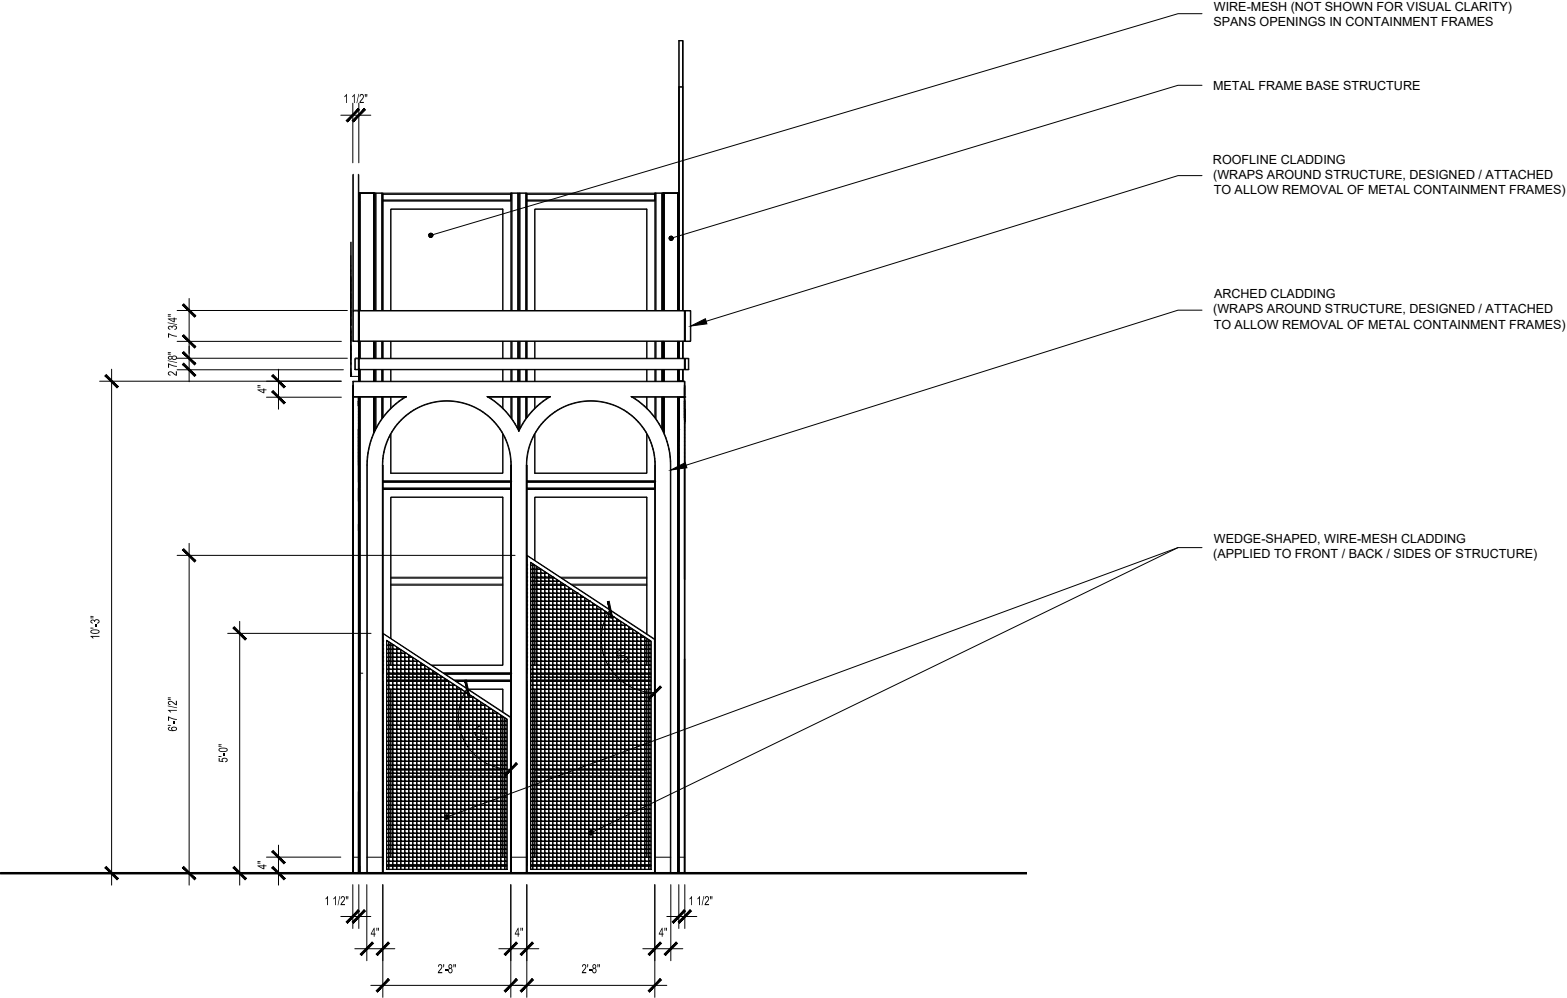 WIRE-MESH (NOT SHOWN FOR VISUAL CLARITY)
SPANS OPENINGS IN CONTAINMENT FRAMES
METAL FRAME BASE STRUCTURE
1 1/2"
ROOFLINE CLADDING
(WRAPS AROUND STRUCTURE, DESIGNED / ATTACHED
TO ALLOW REMOVAL OF METAL CONTAINMENT FRAMES)
ARCHED CLADDING
(WRAPS AROUND STRUCTURE, DESIGNED / ATTACHED
TO ALLOW REMOVAL OF METAL CONTAINMENT FRAMES)
7 3/4"
2 7/8"
4"
WEDGE-SHAPED, WIRE-MESH CLADDING
(APPLIED TO FRONT / BACK / SIDES OF STRUCTURE)
10'-3"
6'-7 1/2"
5'-0"
4"
1 1/2"
1 1/2"
4"
4"
4"
2'-8"
2'-8"